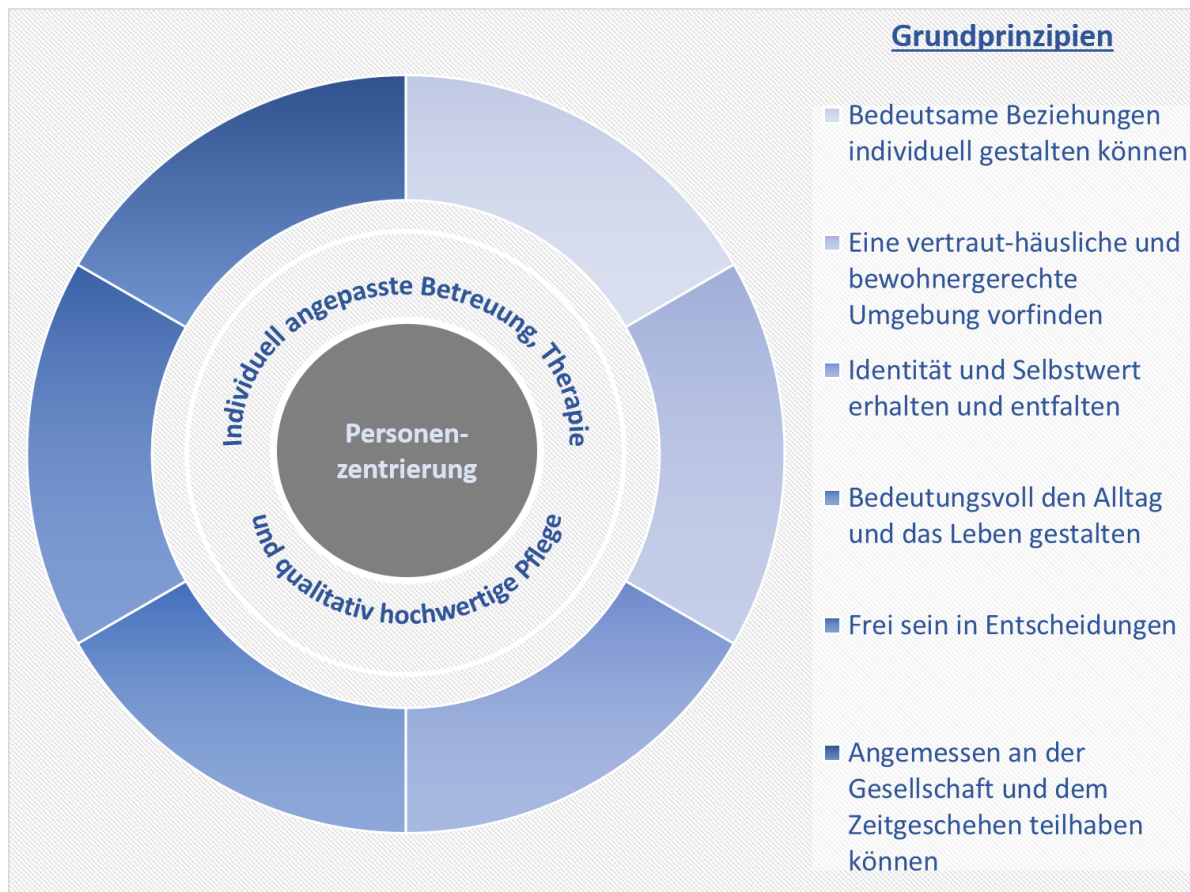 Grundprinzipien
Bedeutsame Beziehungen
individuell gestalten können
Eine vertraut-häusliche und
bewohnergerechte
Umgebung vorfinden
Identität und Selbstwert
erhalten und entfalten
Bedeutungsvoll den Alltag
und das Leben gestalten
Frei sein in Entscheidungen
Angemessen an der
Gesellschaft und dem
Zeitgeschehen teilhaben
können
Individuell angepasste Betreuung, Therapie
und qualitativ hochwertige Pflege
Personen-
zentrierung